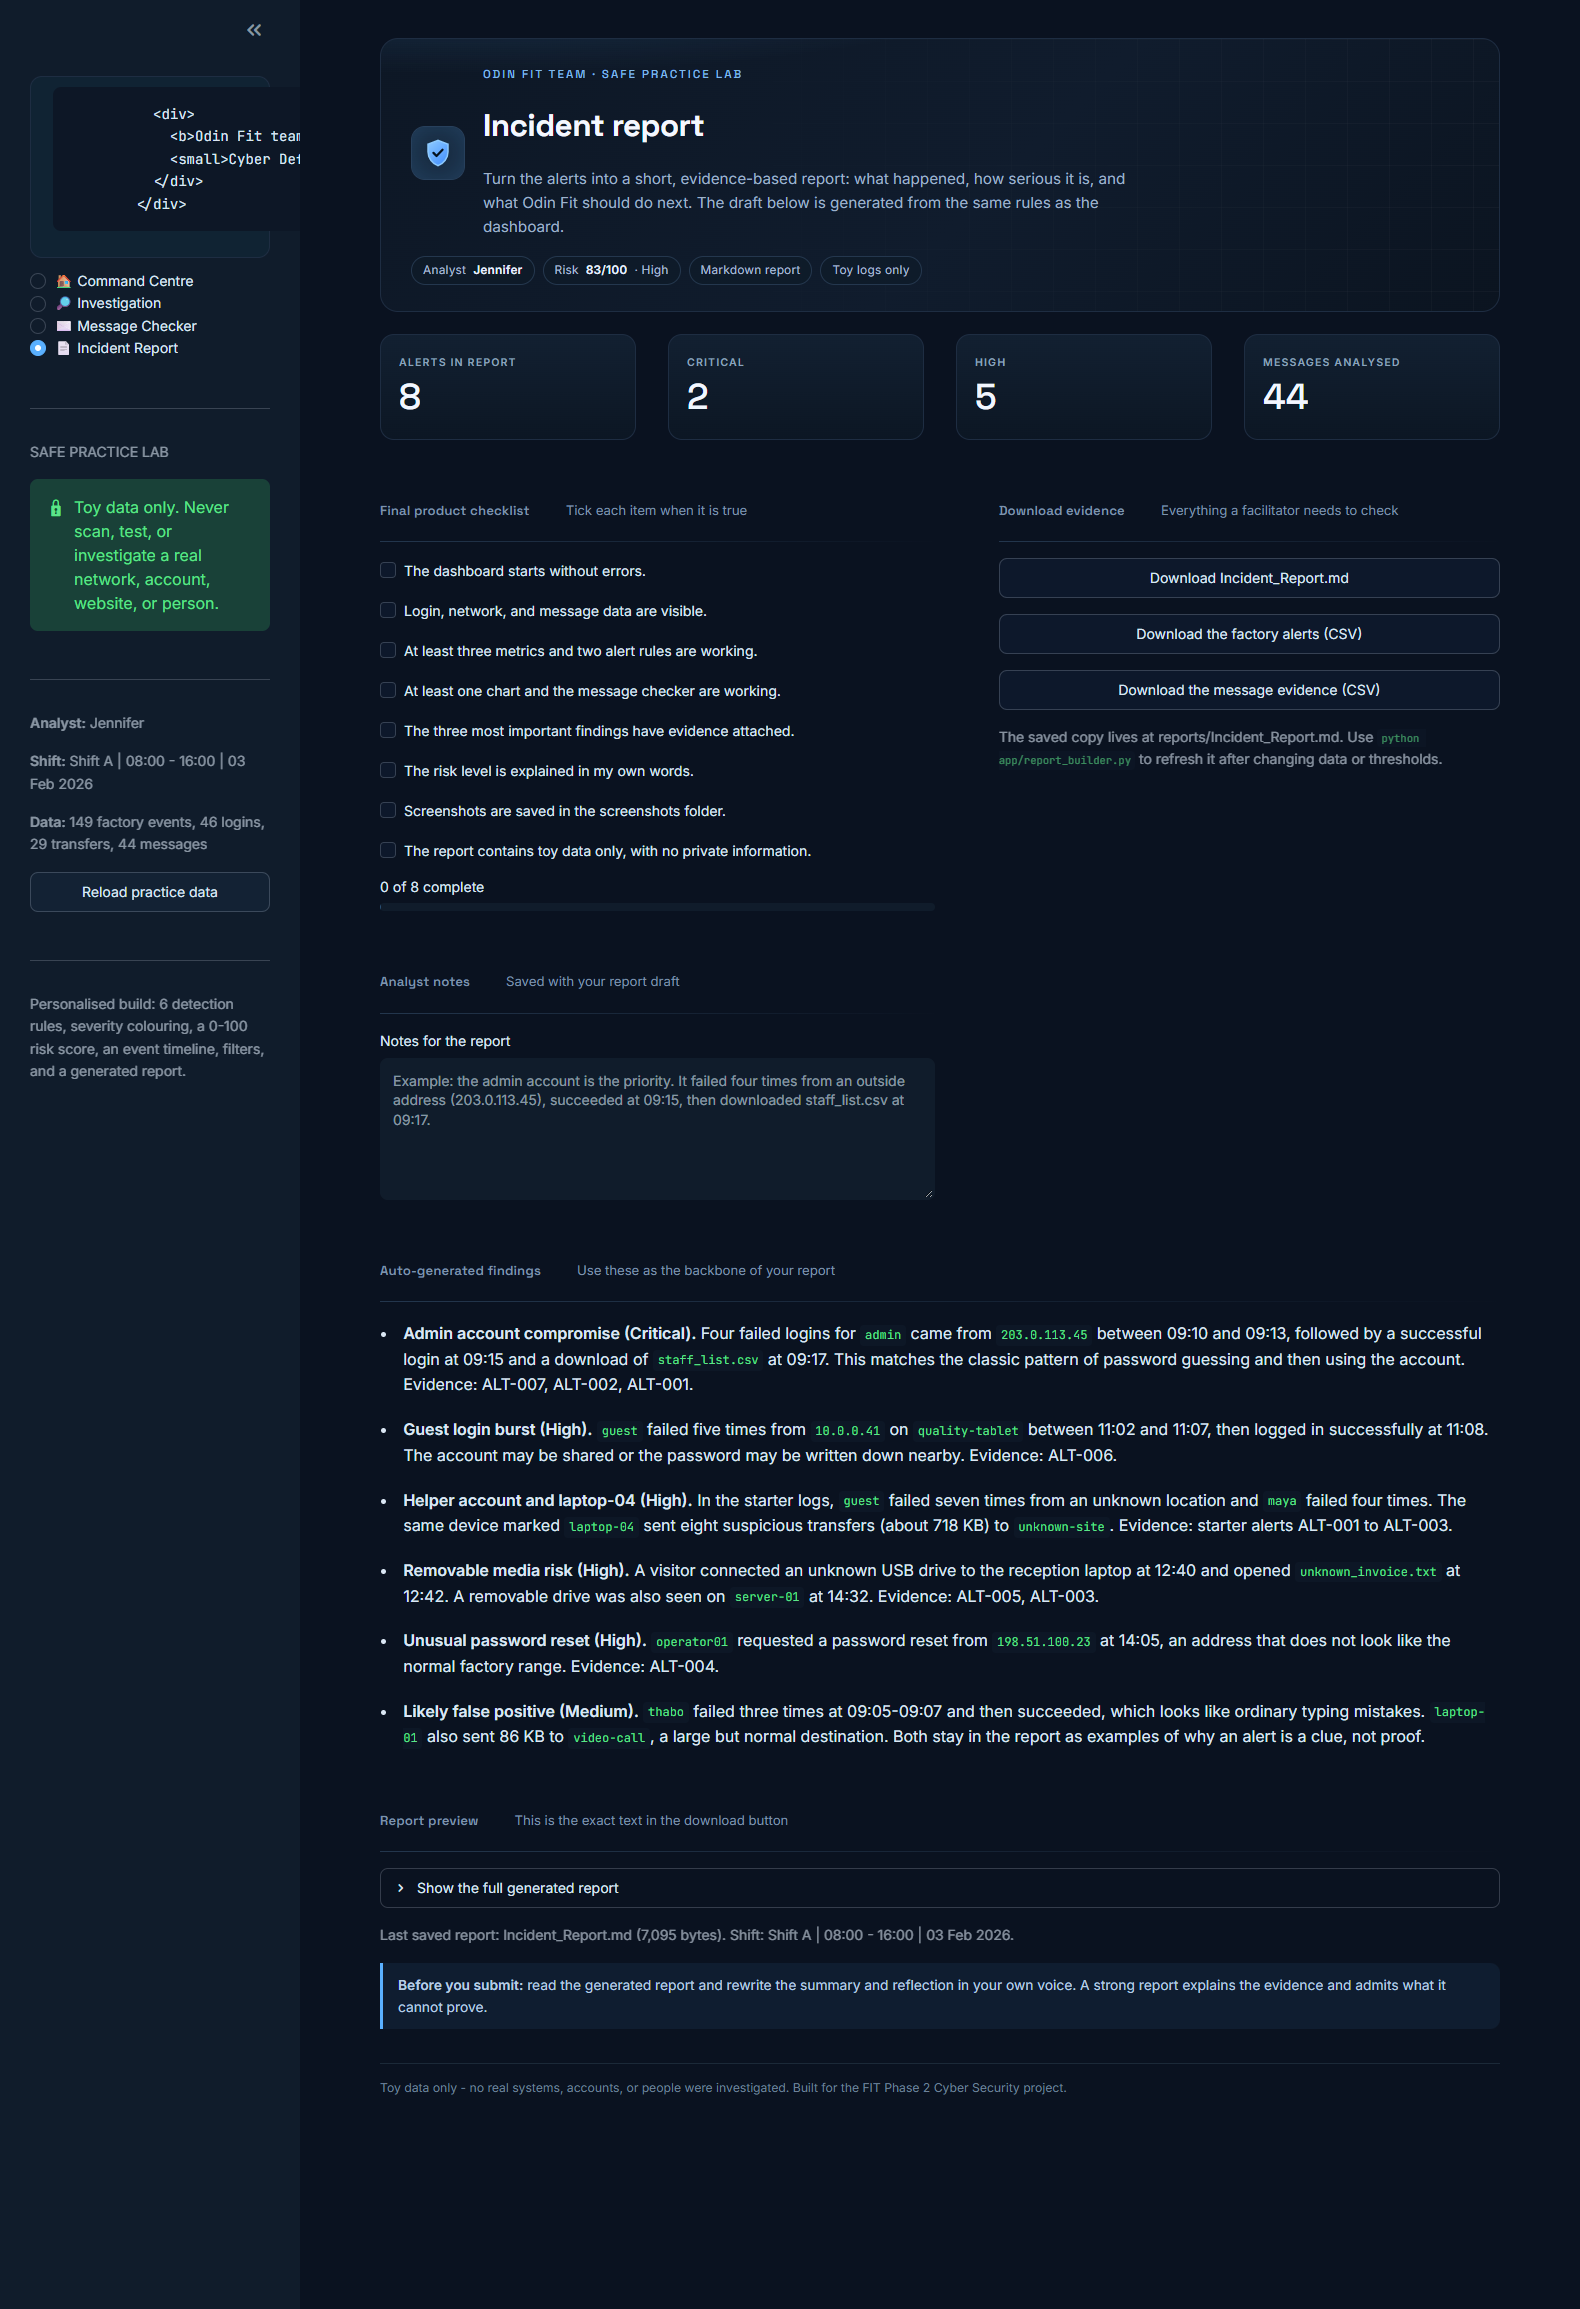 <div>
<b>Odin Fit team
<small>Cyber Def
</div>
</div>
🏠 Command Centre
🔎 Investigation
✉️ Message Checker
📄 Incident Report
SAFE PRACTICE LAB
🔒 Toy data only. Never
scan, test, or
investigate a real
network, account,
website, or person.
Analyst: Jennifer
Shift: Shift A | 08:00 - 16:00 | 03
Feb 2026
Data: 149 factory events, 46 logins,
29 transfers, 44 messages
Reload practice data
Personalised build: 6 detection
rules, severity colouring, a 0-100
risk score, an event timeline, filters,
and a generated report.
ODIN FIT TEAM · SAFE PRACTICE LAB
Incident report
Turn the alerts into a short, evidence-based report: what happened, how serious it is, and
what Odin Fit should do next. The draft below is generated from the same rules as the
dashboard.
Analyst Jennifer Risk 83/100 · High Markdown report Toy logs only
ALERTS IN REPORT
8
CRITICAL
2
HIGH
5
MESSAGES ANALYSED
44
Final product checklist Tick each item when it is true
The dashboard starts without errors.
Login, network, and message data are visible.
At least three metrics and two alert rules are working.
At least one chart and the message checker are working.
The three most important findings have evidence attached.
The risk level is explained in my own words.
Screenshots are saved in the screenshots folder.
The report contains toy data only, with no private information.
0 of 8 complete
Download evidence Everything a facilitator needs to check
Download Incident_Report.md
Download the factory alerts (CSV)
Download the message evidence (CSV)
The saved copy lives at reports/Incident_Report.md. Use python
app/report_builder.py to refresh it after changing data or thresholds.
Analyst notes Saved with your report draft
Notes for the report
Example: the admin account is the priority. It failed four times from an outside
address (203.0.113.45), succeeded at 09:15, then downloaded staff_list.csv at
09:17.
Auto-generated findings Use these as the backbone of your report
• Admin account compromise (Critical). Four failed logins for admin came from 203.0.113.45 between 09:10 and 09:13, followed by a successful
login at 09:15 and a download of staff_list.csv at 09:17. This matches the classic pattern of password guessing and then using the account.
Evidence: ALT-007, ALT-002, ALT-001.
• Guest login burst (High). guest failed five times from 10.0.0.41 on quality-tablet between 11:02 and 11:07, then logged in successfully at 11:08.
The account may be shared or the password may be written down nearby. Evidence: ALT-006.
• Helper account and laptop-04 (High). In the starter logs, guest failed seven times from an unknown location and maya failed four times. The
same device marked laptop-04 sent eight suspicious transfers (about 718 KB) to unknown-site. Evidence: starter alerts ALT-001 to ALT-003.
• Removable media risk (High). A visitor connected an unknown USB drive to the reception laptop at 12:40 and opened unknown_invoice.txt at
12:42. A removable drive was also seen on server-01 at 14:32. Evidence: ALT-005, ALT-003.
• Unusual password reset (High). operator01 requested a password reset from 198.51.100.23 at 14:05, an address that does not look like the
normal factory range. Evidence: ALT-004.
• Likely false positive (Medium). thabo failed three times at 09:05-09:07 and then succeeded, which looks like ordinary typing mistakes. laptop-
01 also sent 86 KB to video-call, a large but normal destination. Both stay in the report as examples of why an alert is a clue, not proof.
Report preview This is the exact text in the download button
Show the full generated report
Last saved report: Incident_Report.md (7,095 bytes). Shift: Shift A | 08:00 - 16:00 | 03 Feb 2026.
Before you submit: read the generated report and rewrite the summary and reflection in your own voice. A strong report explains the evidence and admits what it
cannot prove.
Toy data only - no real systems, accounts, or people were investigated. Built for the FIT Phase 2 Cyber Security project.